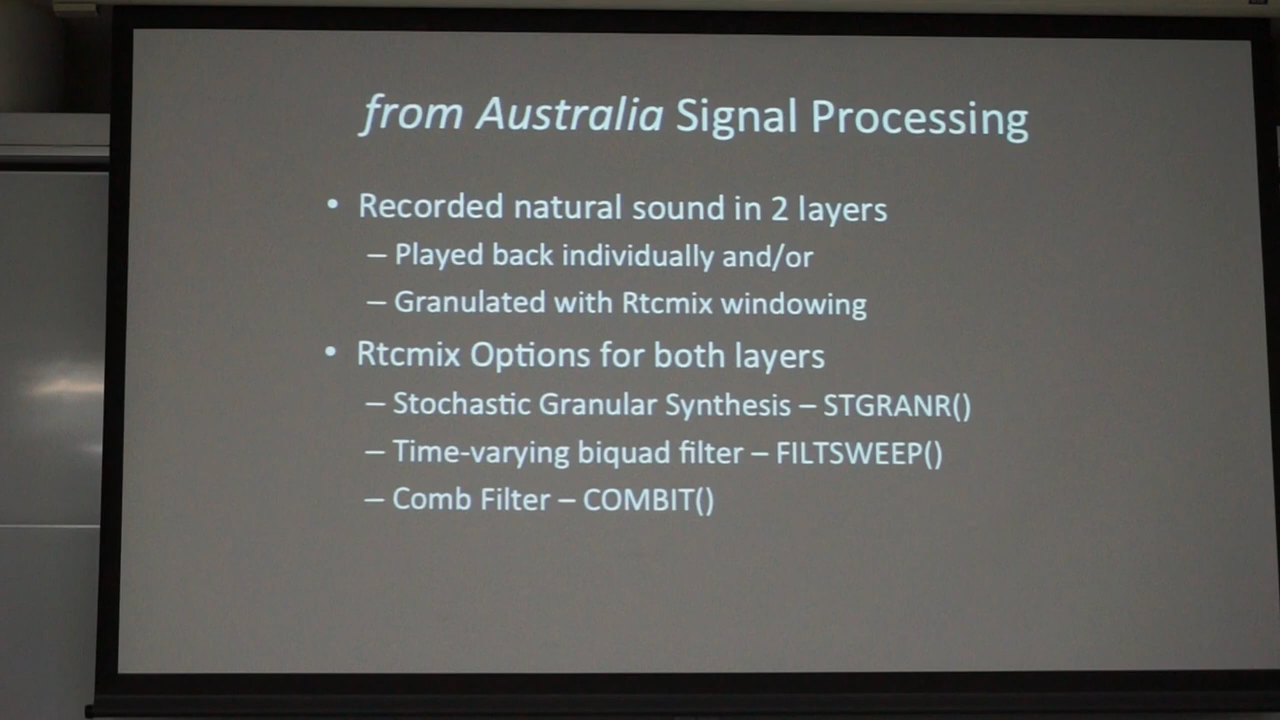 from Australia Signal Processing
• Recorded natural sound in 2 layers
– Played back individually and/or
– Granulated with Rtcmix windowing
• Rtcmix Options for both layers
– Stochastic Granular Synthesis – STGRANR()
– Time-varying biquad filter – FILTSWEEP()
– Comb Filter – COMBIT()